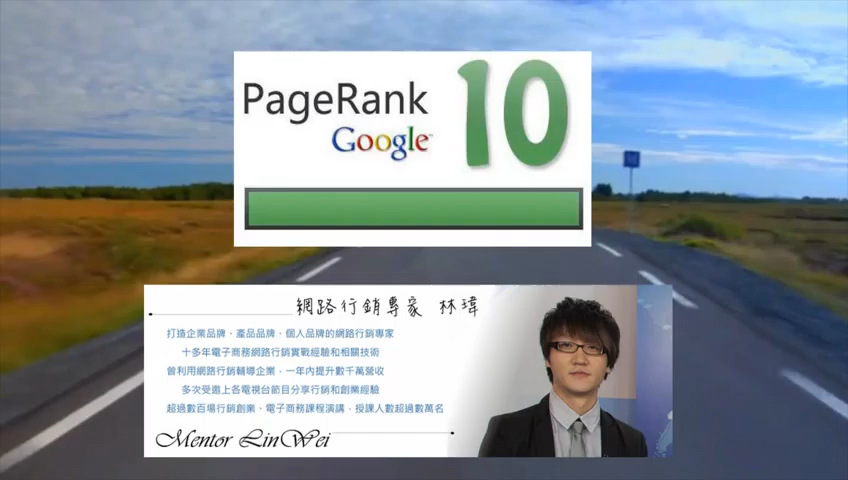 PageRank 10
Google™
網路行銷專家 林瑋
打造企業品牌、產品品牌、個人品牌的網路行銷專家
十多年電子商務網路行銷實戰經驗和相關技術
曾利用網路行銷輔導企業，一年內提升數千萬營收
多次受邀上各電視台節目分享行銷和創業經驗
超過數百場行銷創業、電子商務課程演講，授課人數超過數萬名
Mentor LinWei